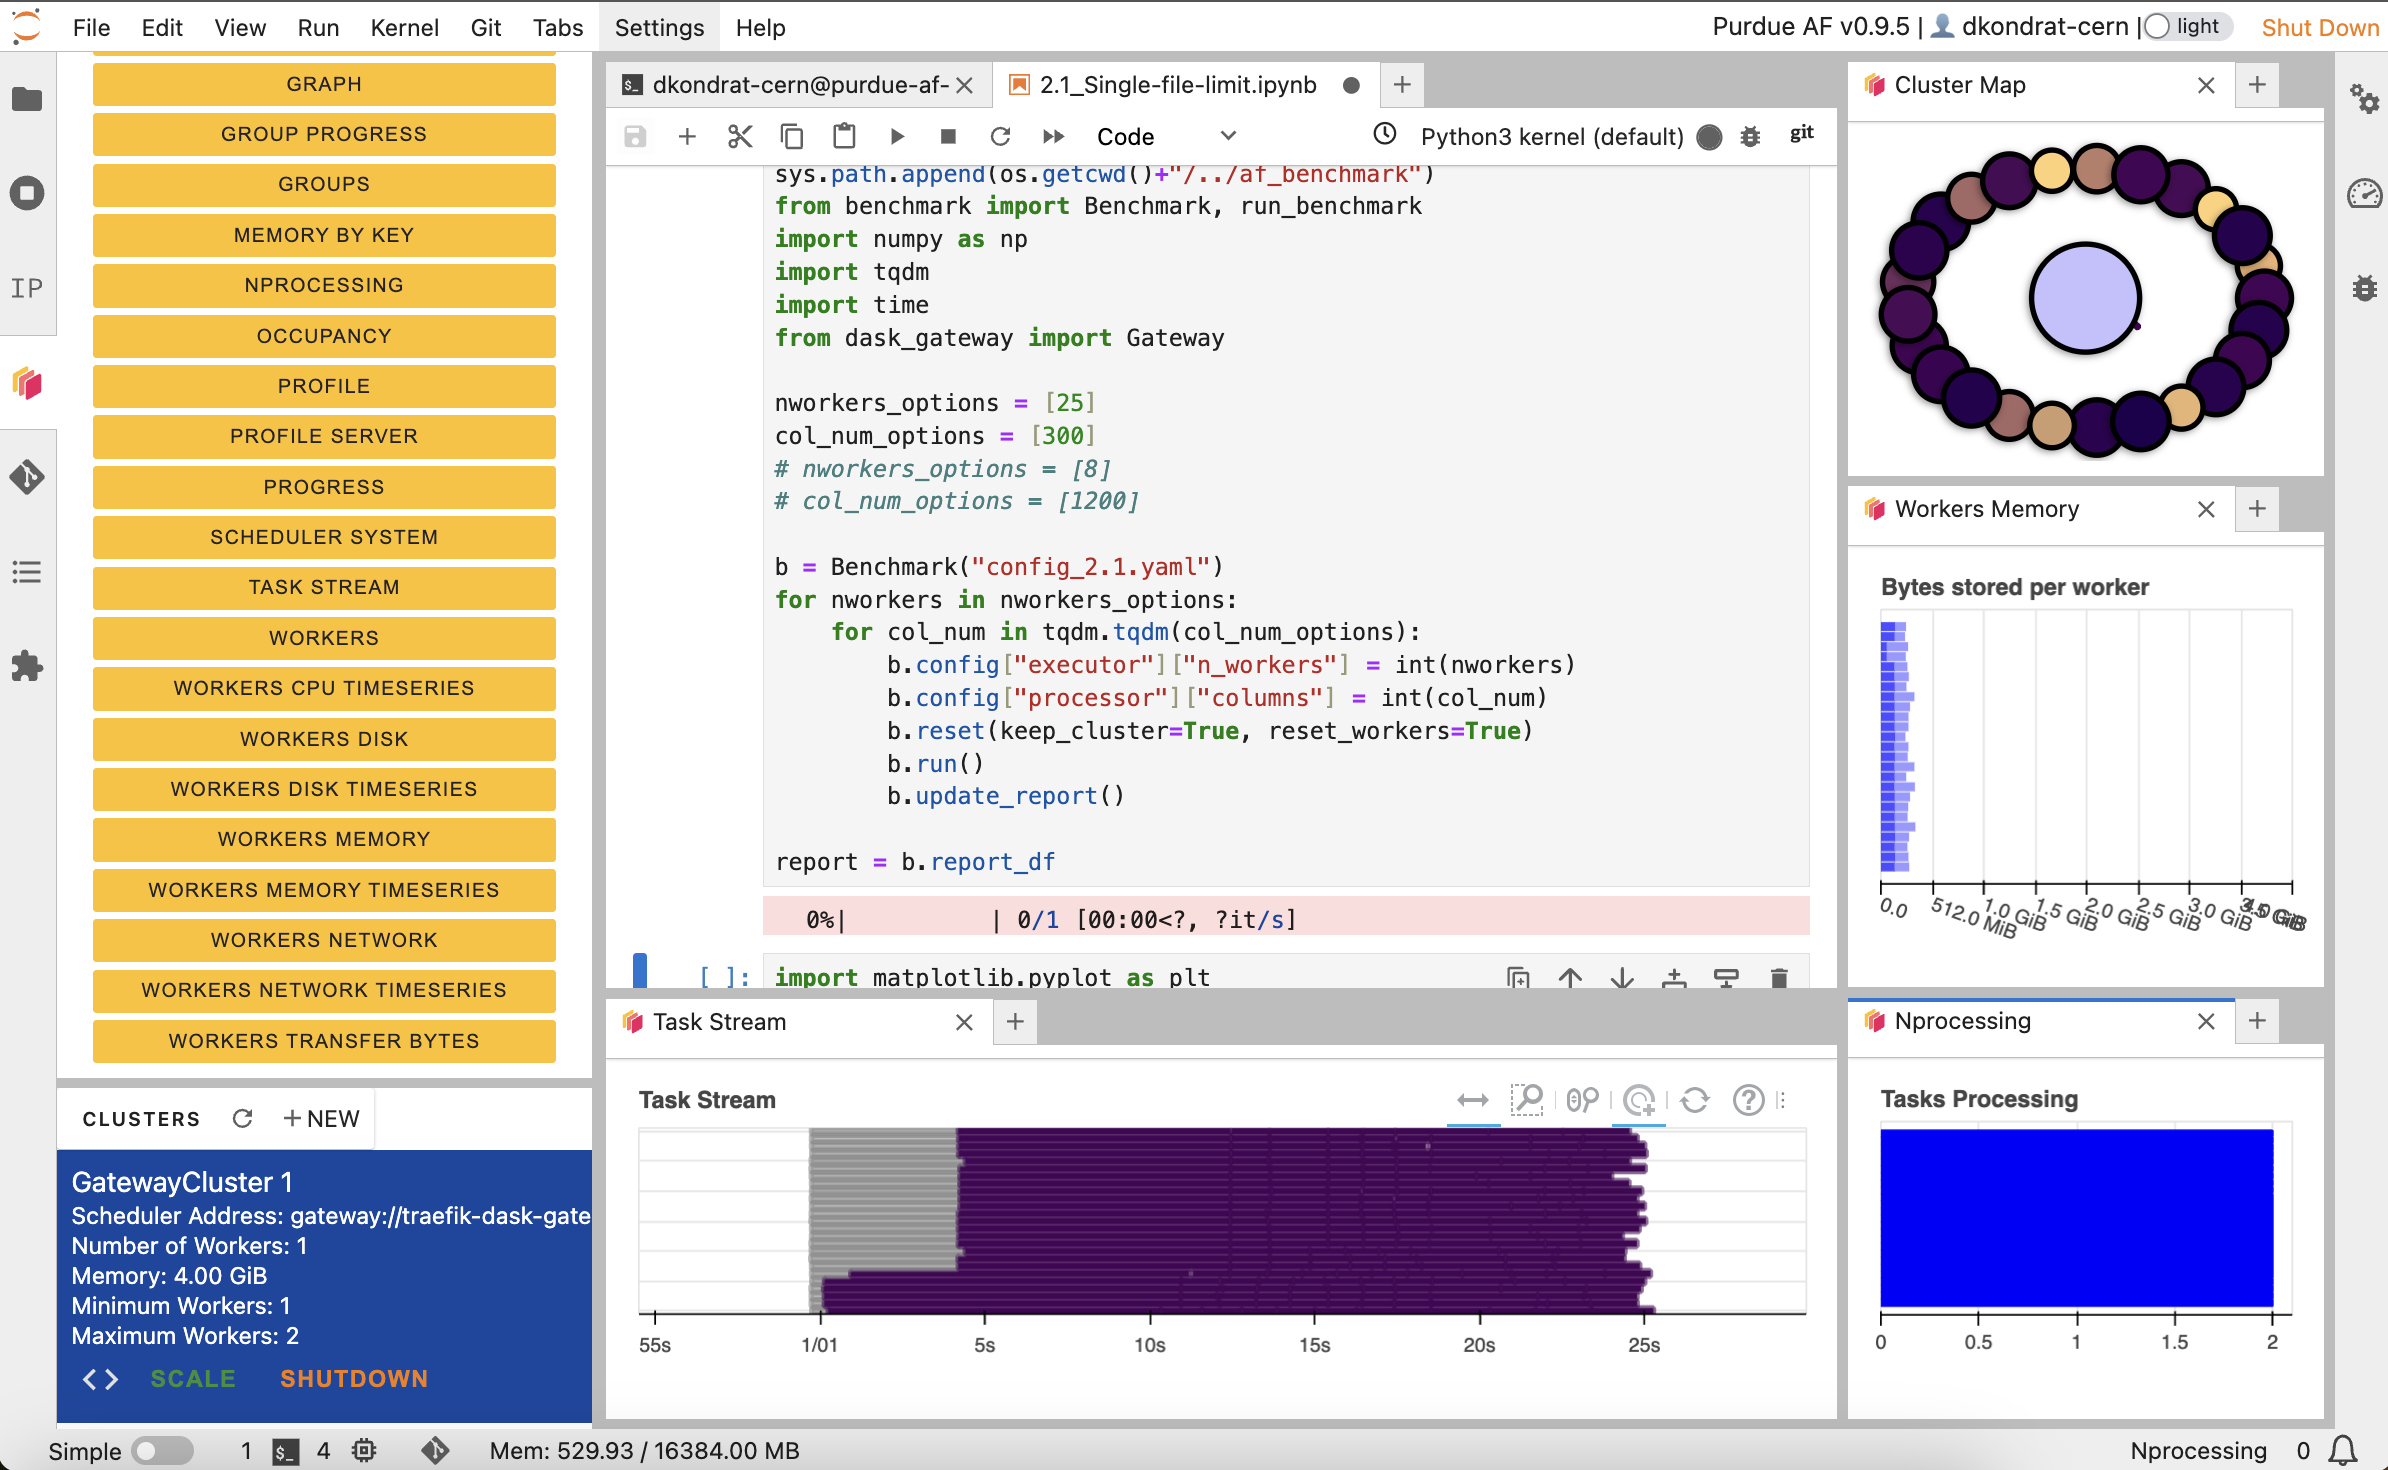 File Edit View Run Kernel Git Tabs Settings Help
Purdue AF v0.9.5 | dkondrat-cern | light Shut Down
IP
GRAPH
GROUP PROGRESS
GROUPS
MEMORY BY KEY
NPROCESSING
OCCUPANCY
PROFILE
PROFILE SERVER
PROGRESS
SCHEDULER SYSTEM
TASK STREAM
WORKERS
WORKERS CPU TIMESERIES
WORKERS DISK
WORKERS DISK TIMESERIES
WORKERS MEMORY
WORKERS MEMORY TIMESERIES
WORKERS NETWORK
WORKERS NETWORK TIMESERIES
WORKERS TRANSFER BYTES
CLUSTERS + NEW
GatewayCluster 1
Scheduler Address: gateway://traefik-dask-gate
Number of Workers: 1
Memory: 4.00 GiB
Minimum Workers: 1
Maximum Workers: 2
<> SCALE SHUTDOWN
$_ dkondrat-cern@purdue-af- 2.1_Single-file-limit.ipynb +
Code Python3 kernel (default) git
sys.path.append(os.getcwd()+"/../af_benchmark")
from benchmark import Benchmark, run_benchmark
import numpy as np
import tqdm
import time
from dask_gateway import Gateway
nworkers_options = [25]
col_num_options = [300]
# nworkers_options = [8]
# col_num_options = [1200]
b = Benchmark("config_2.1.yaml")
for nworkers in nworkers_options:
for col_num in tqdm.tqdm(col_num_options):
b.config["executor"]["n_workers"] = int(nworkers)
b.config["processor"]["columns"] = int(col_num)
b.reset(keep_cluster=True, reset_workers=True)
b.run()
b.update_report()
report = b.report_df
0%| | 0/1 [00:00<?, ?it/s]
[ ]: import matplotlib.pyplot as plt
Task Stream +
Task Stream
55s 1/01 5s 10s 15s 20s 25s
Cluster Map +
Workers Memory +
Bytes stored per worker
0.0 512.0 MiB 1.0 GiB 1.5 GiB 2.0 GiB 2.5 GiB 3.0 GiB
Nprocessing +
Tasks Processing
0 0.5 1 1.5 2
Simple 1 $_ 4 Mem: 529.93 / 16384.00 MB Nprocessing 0